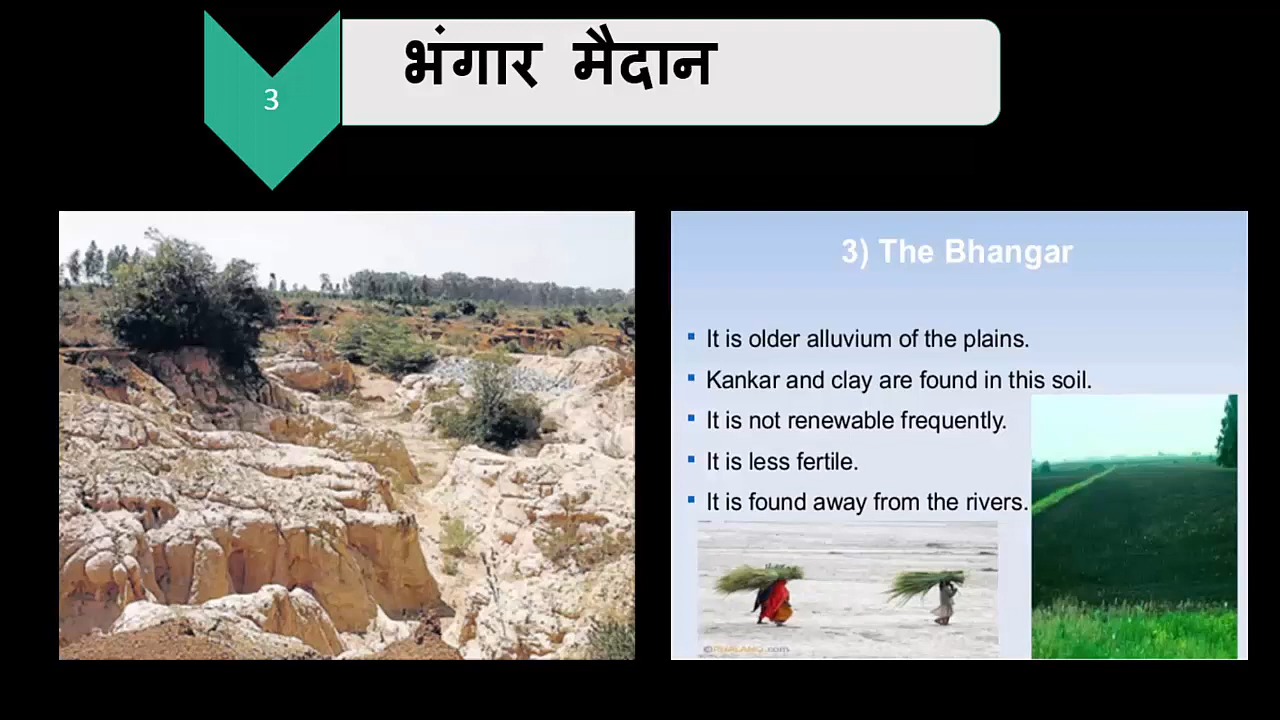 3
भंगार मैदान
3) The Bhangar
It is older alluvium of the plains.
Kankar and clay are found in this soil.
It is not renewable frequently.
It is less fertile.
It is found away from the rivers.